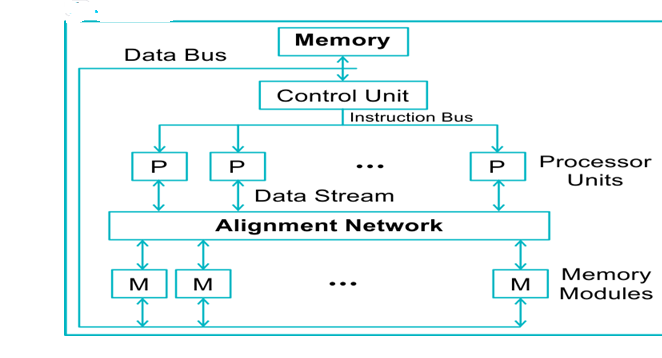 Memory
Data Bus
Control Unit
Instruction Bus
P P ... P
Processor
Units
Data Stream
Alignment Network
M M ... M
Memory
Modules